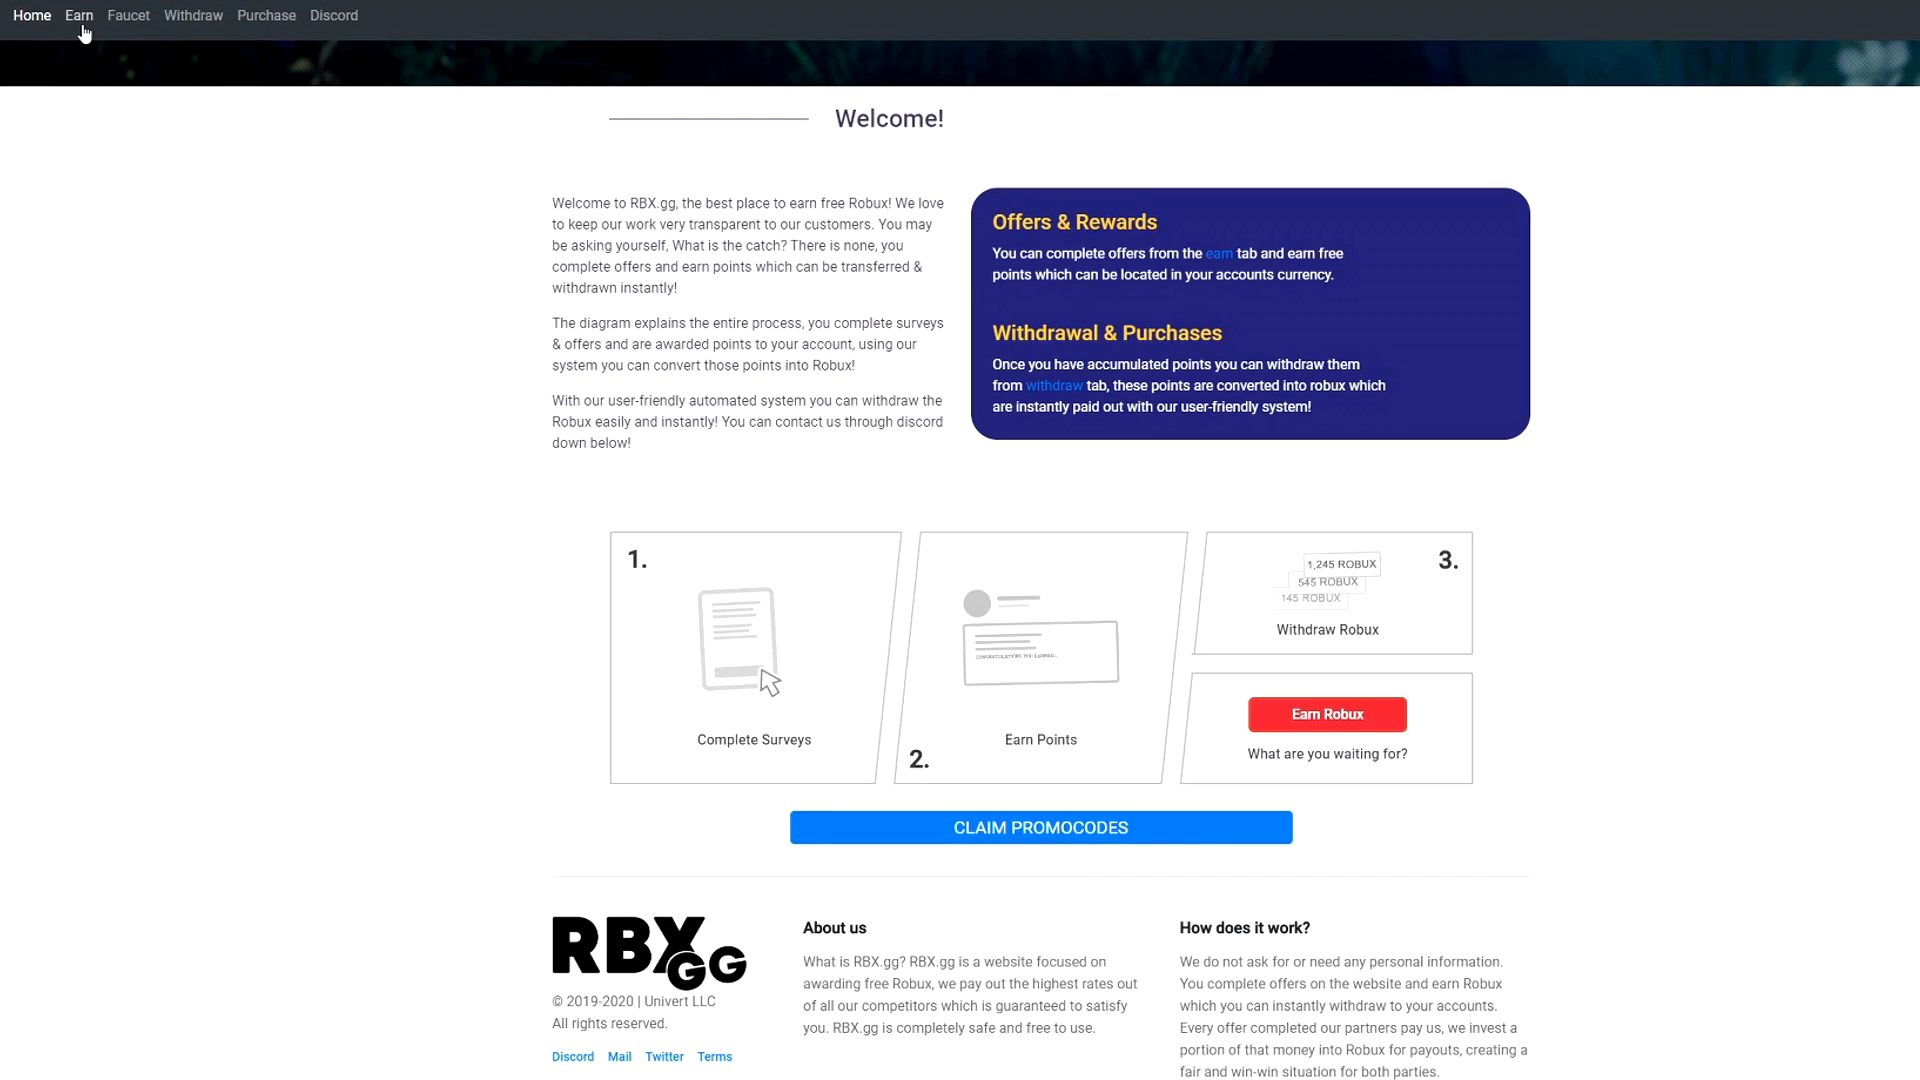 Home Earn Faucet Withdraw Purchase Discord
Welcome!
Welcome to RBX.gg, the best place to earn free Robux! We love
to keep our work very transparent to our customers. You may
be asking yourself, What is the catch? There is none, you
complete offers and earn points which can be transferred &
withdrawn instantly!
The diagram explains the entire process, you complete surveys
& offers and are awarded points to your account, using our
system you can convert those points into Robux!
With our user-friendly automated system you can withdraw the
Robux easily and instantly! You can contact us through discord
down below!
Offers & Rewards
You can complete offers from the earn tab and earn free
points which can be located in your accounts currency.
Withdrawal & Purchases
Once you have accumulated points you can withdraw them
from withdraw tab, these points are converted into robux which
are instantly paid out with our user-friendly system!
1.
Complete Surveys
CONGRATULATIONS YOU EARNED...
Earn Points
2.
3.
1,245 ROBUX
545 ROBUX
145 ROBUX
Withdraw Robux
Earn Robux
What are you waiting for?
CLAIM PROMOCODES
RBX GG
© 2019-2020 | Univert LLC
All rights reserved.
Discord Mail Twitter Terms
About us
What is RBX.gg? RBX.gg is a website focused on
awarding free Robux, we pay out the highest rates out
of all our competitors which is guaranteed to satisfy
you. RBX.gg is completely safe and free to use.
How does it work?
We do not ask for or need any personal information.
You complete offers on the website and earn Robux
which you can instantly withdraw to your accounts.
Every offer completed our partners pay us, we invest a
portion of that money into Robux for payouts, creating a
fair and win-win situation for both parties.